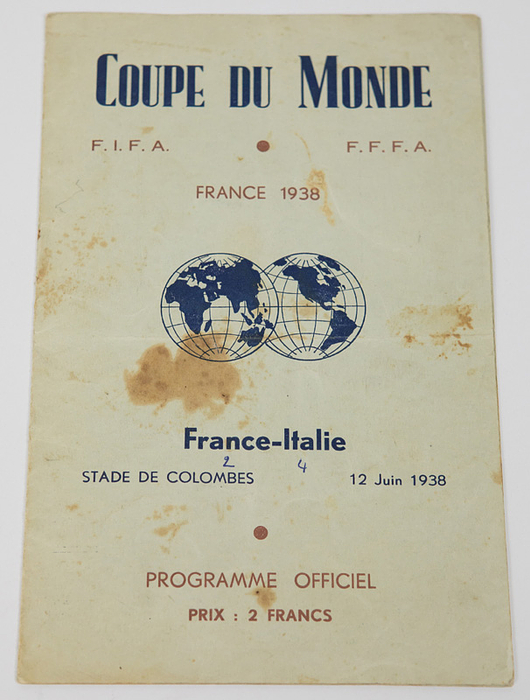 COUPE DU MONDE
F. I. F. A. • F. F. F. A.
FRANCE 1938
France-Italie
2 4
STADE DE COLOMBES 12 Juin 1938
PROGRAMME OFFICIEL
PRIX : 2 FRANCS